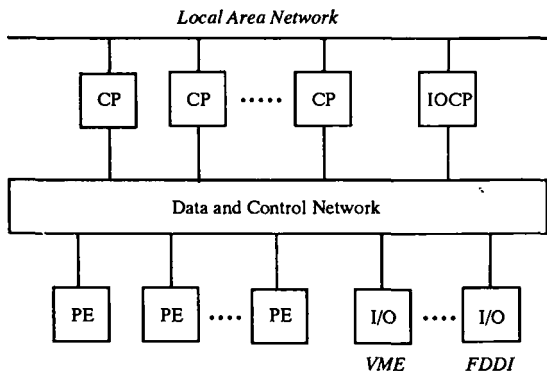 Local Area Network
CP CP ..... CP IOCP
Data and Control Network
PE PE .... PE I/O .... I/O
VME FDDI